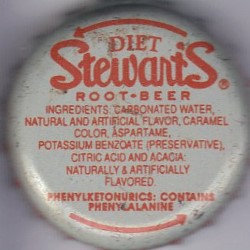 DIET
Stewart's®
ROOT-BEER
INGREDIENTS: CARBONATED WATER,
NATURAL AND ARTIFICIAL FLAVOR, CARAMEL
COLOR, ASPARTAME,
POTASSIUM BENZOATE (PRESERVATIVE),
CITRIC ACID AND ACACIA:
NATURALLY & ARTIFICIALLY
FLAVORED.
PHENYLKETONURICS: CONTAINS
PHENYLALANINE